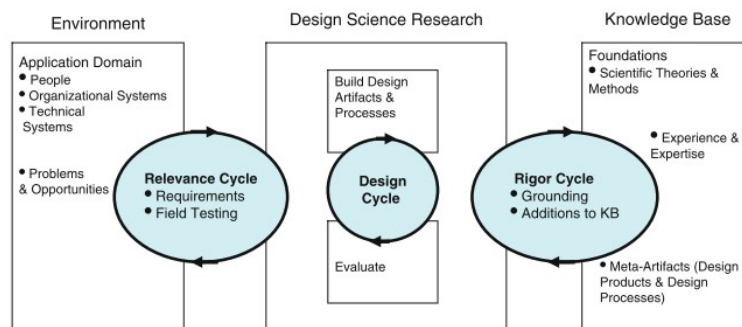 Environment
Design Science Research
Knowledge Base
Application Domain
• People
• Organizational Systems
• Technical
Systems
• Problems
& Opportunities
Relevance Cycle
• Requirements
• Field Testing
Build Design
Artifacts &
Processes
Design
Cycle
Evaluate
Rigor Cycle
• Grounding
• Additions to KB
Foundations
• Scientific Theories &
Methods
• Experience &
Expertise
• Meta-Artifacts (Design
Products & Design
Processes)